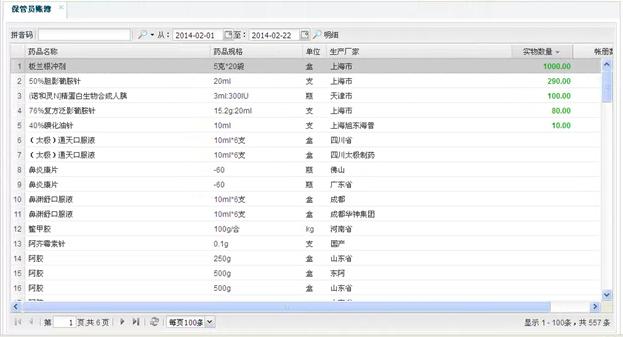 保管员账簿
拼音码 从: 2014-02-01 至: 2014-02-22 明细
药品名称 药品规格 单位 生产厂家 实物数量 帐册数
1 板兰根冲剂 5克*20袋 盒 上海市 1000.00
2 50%胆影葡胺针 20ml 支 上海市 290.00
3 (诺和灵N)精蛋白生物合成人胰 3ml:300IU 瓶 天津市 100.00
4 76%复方泛影葡胺针 15.2g:20ml 支 上海市 80.00
5 40%碘化油针 10ml 支 上海旭东海普 10.00
6 (太极)通天口服液 10ml*6支 盒 四川省
7 (太极)通天口服液 10ml*6支 盒 四川太极制药
8 鼻炎康片 -60 瓶 佛山
9 鼻炎康片 -60 瓶 广东省
10 鼻渊舒口服液 10ml*6支 盒 成都
11 鼻渊舒口服液 10ml*6支 盒 成都华神集团
12 鳖甲胶 100g/合 kg 河南省
13 阿齐霉素针 0.1g 支 国产
14 阿胶 250g 盒 山东省
15 阿胶 500g 盒 东阿
16 阿胶 500g 盒 山东省
第 1 页,共 6 页 每页100条 显示 1 - 100条，共 557 条